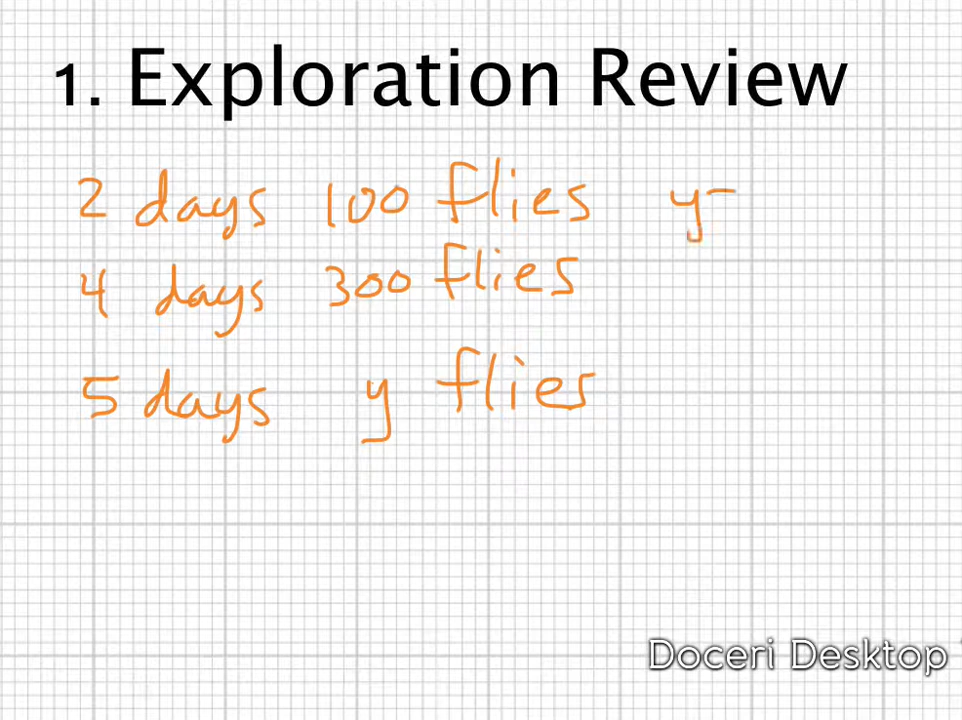 1. Exploration Review
2 days 100 flies y-
4 days 300 flies
5 days y flies
Doceri Desktop